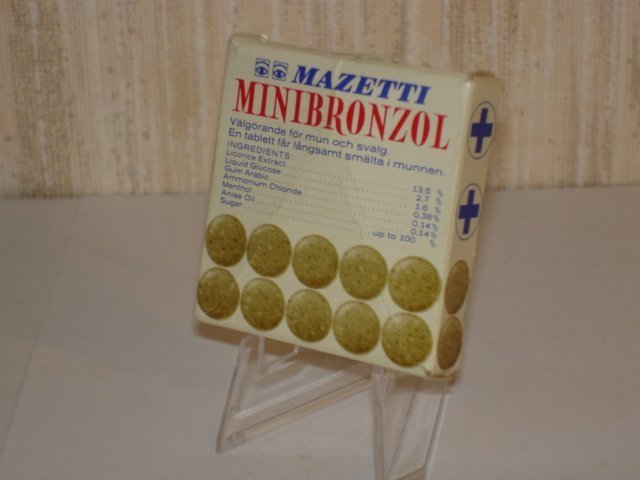 MAZETTI
MINIBRONZOL
Välgörande för mun och svalg.
En tablett får långsamt smälta i munnen.
INGREDIENTS
Licorice Extract 13,5 %
Liquid Glucose 2,7 %
Gum Arabic 1,6 %
Ammonium Chloride 0,38%
Menthol 0,14%
Anise Oil 0,14%
Sugar up to 100 %